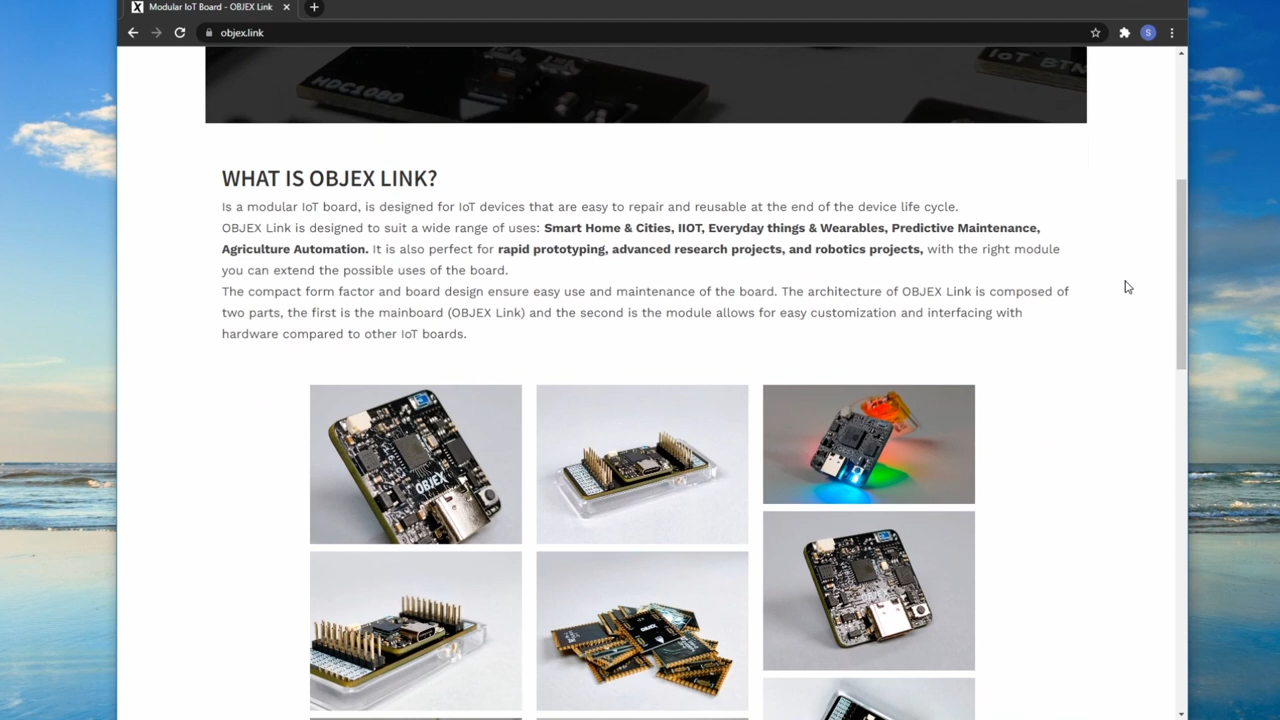 Modular IoT Board - OBJEX Link
objex.link
S
HDC1080
IoT BTN
WHAT IS OBJEX LINK?
Is a modular IoT board, is designed for IoT devices that are easy to repair and reusable at the end of the device life cycle.
OBJEX Link is designed to suit a wide range of uses: Smart Home & Cities, IIOT, Everyday things & Wearables, Predictive Maintenance,
Agriculture Automation. It is also perfect for rapid prototyping, advanced research projects, and robotics projects, with the right module
you can extend the possible uses of the board.
The compact form factor and board design ensure easy use and maintenance of the board. The architecture of OBJEX Link is composed of
two parts, the first is the mainboard (OBJEX Link) and the second is the module allows for easy customization and interfacing with
hardware compared to other IoT boards.
OBJEX
OBJEX